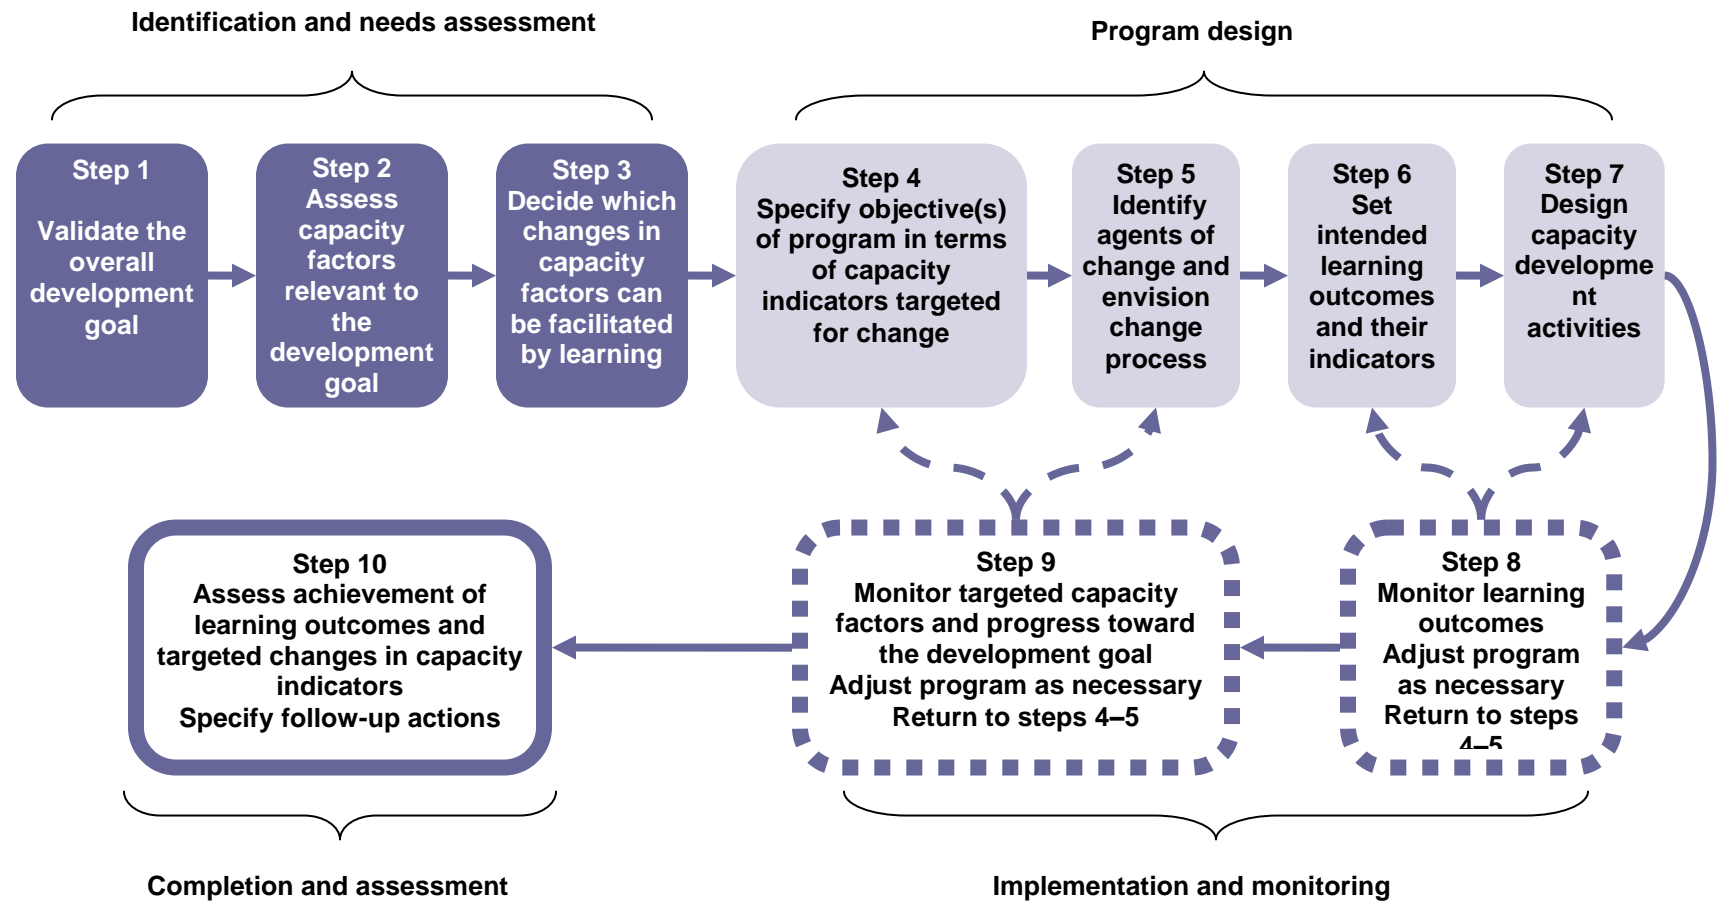 Identification and needs assessment
Program design
Step 1
Validate the
overall
development
goal
Step 2
Assess
capacity
factors
relevant to
the
development
goal
Step 3
Decide which
changes in
capacity
factors can
be facilitated
by learning
Step 4
Specify objective(s)
of program in terms
of capacity
indicators targeted
for change
Step 5
Identify
agents of
change and
envision
change
process
Step 6
Set
intended
learning
outcomes
and their
indicators
Step 7
Design
capacity
developme
nt
activities
Step 10
Assess achievement of
learning outcomes and
targeted changes in capacity
indicators
Specify follow-up actions
Step 9
Monitor targeted capacity
factors and progress toward
the development goal
Adjust program as necessary
Return to steps 4–5
Step 8
Monitor learning
outcomes
Adjust program
as necessary
Return to steps
4–5
Completion and assessment
Implementation and monitoring